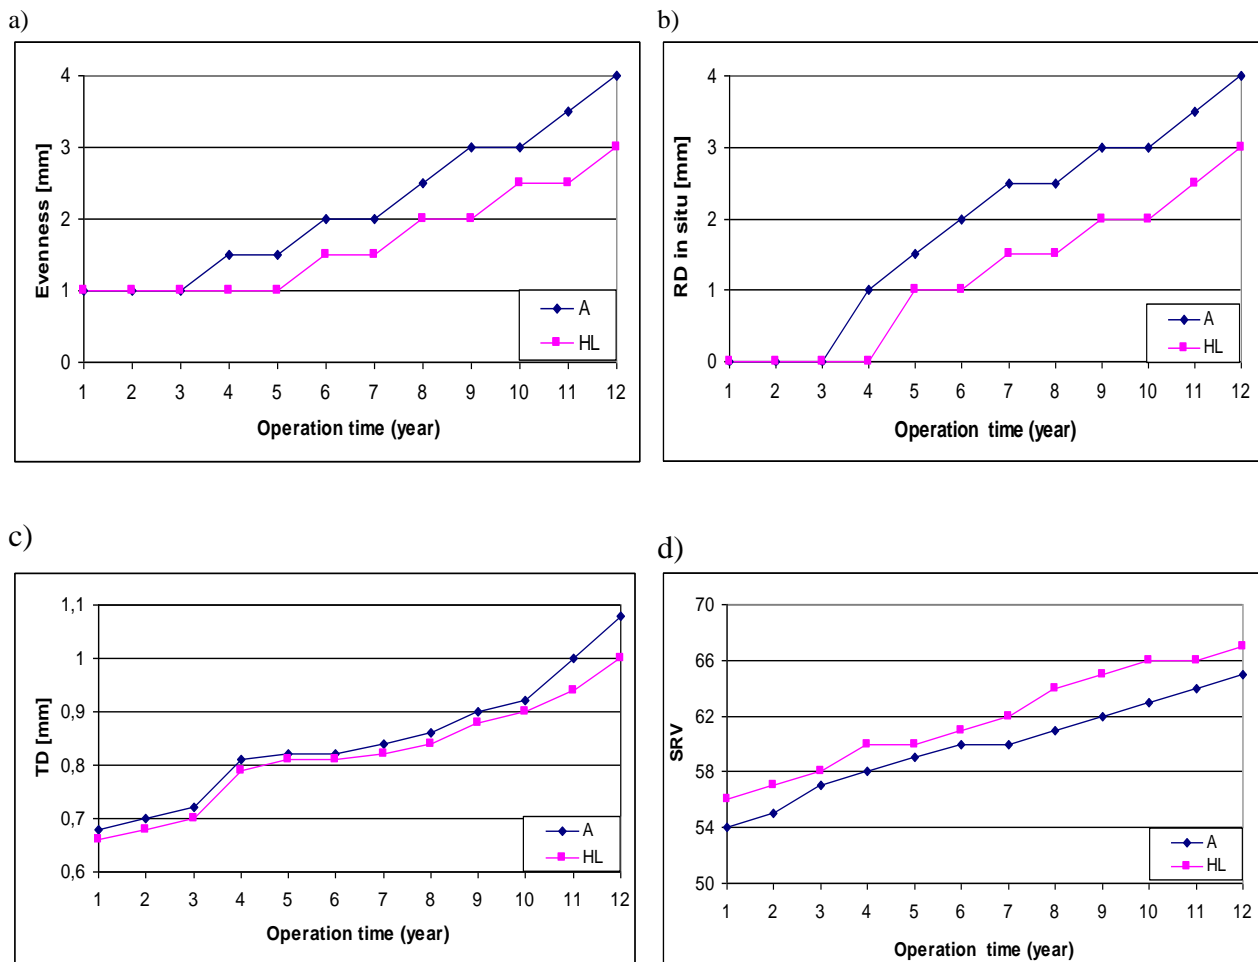 a)
4
3
2
1
0
Evenness [mm]
1 2 3 4 5 6 7 8 9 10 11 12
Operation time (year)
A
HL
b)
4
3
2
1
0
RD in situ [mm]
1 2 3 4 5 6 7 8 9 10 11 12
Operation time (year)
A
HL
c)
1,1
1
0,9
0,8
0,7
0,6
TD [mm]
1 2 3 4 5 6 7 8 9 10 11 12
Operation time (year)
A
HL
d)
70
66
62
58
54
50
SRV
1 2 3 4 5 6 7 8 9 10 11 12
Operation time (year)
A
HL